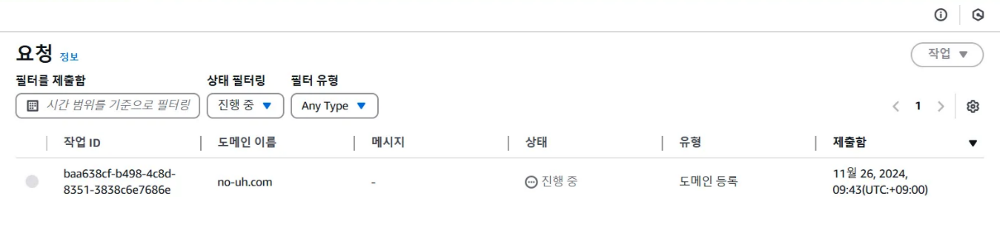 요청 정보
작업 ▼
필터를 제출함
상태 필터링
필터 유형
시간 범위를 기준으로 필터링
진행 중 ▼
Any Type ▼
< 1 >
작업 ID
도메인 이름
메시지
상태
유형
제출함 ▼
baa638cf-b498-4c8d-
8351-3838c6e7686e
no-uh.com
-
진행 중
도메인 등록
11월 26, 2024,
09:43(UTC:+09:00)